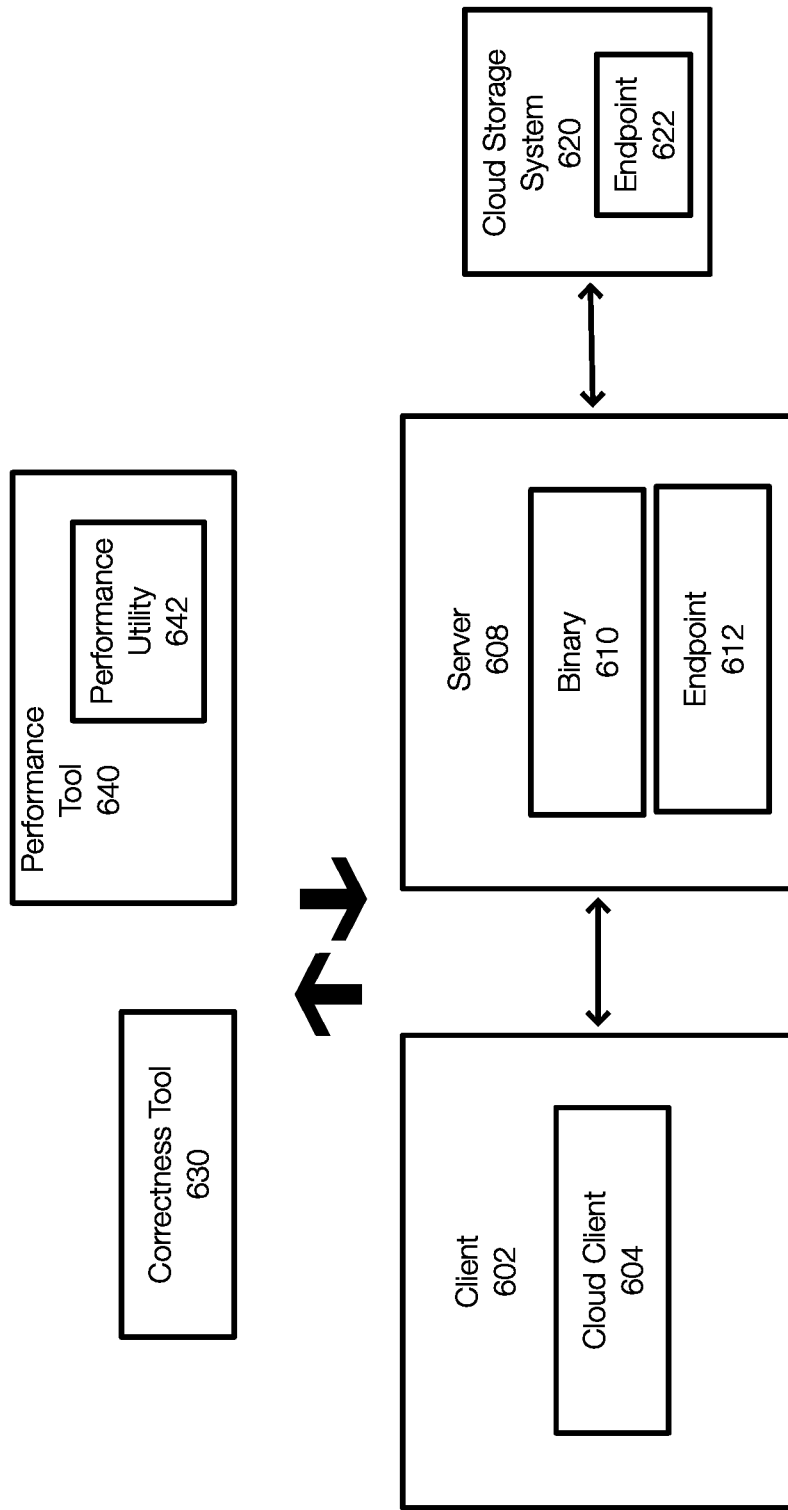 Correctness Tool
630
Performance
Tool
640
Performance
Utility
642
Client
602
Cloud Client
604
Server
608
Binary
610
Endpoint
612
Cloud Storage
System
620
Endpoint
622